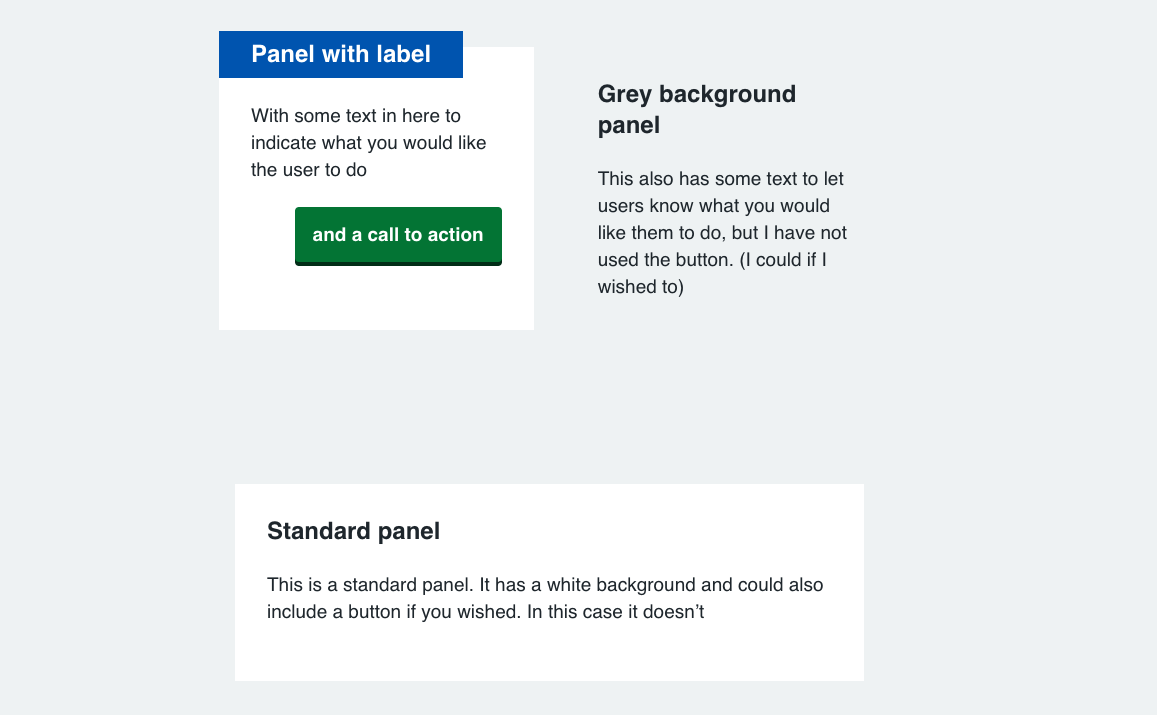 Panel with label
With some text in here to
indicate what you would like
the user to do
and a call to action
Grey background
panel
This also has some text to let
users know what you would
like them to do, but I have not
used the button. (I could if I
wished to)
Standard panel
This is a standard panel. It has a white background and could also
include a button if you wished. In this case it doesn’t